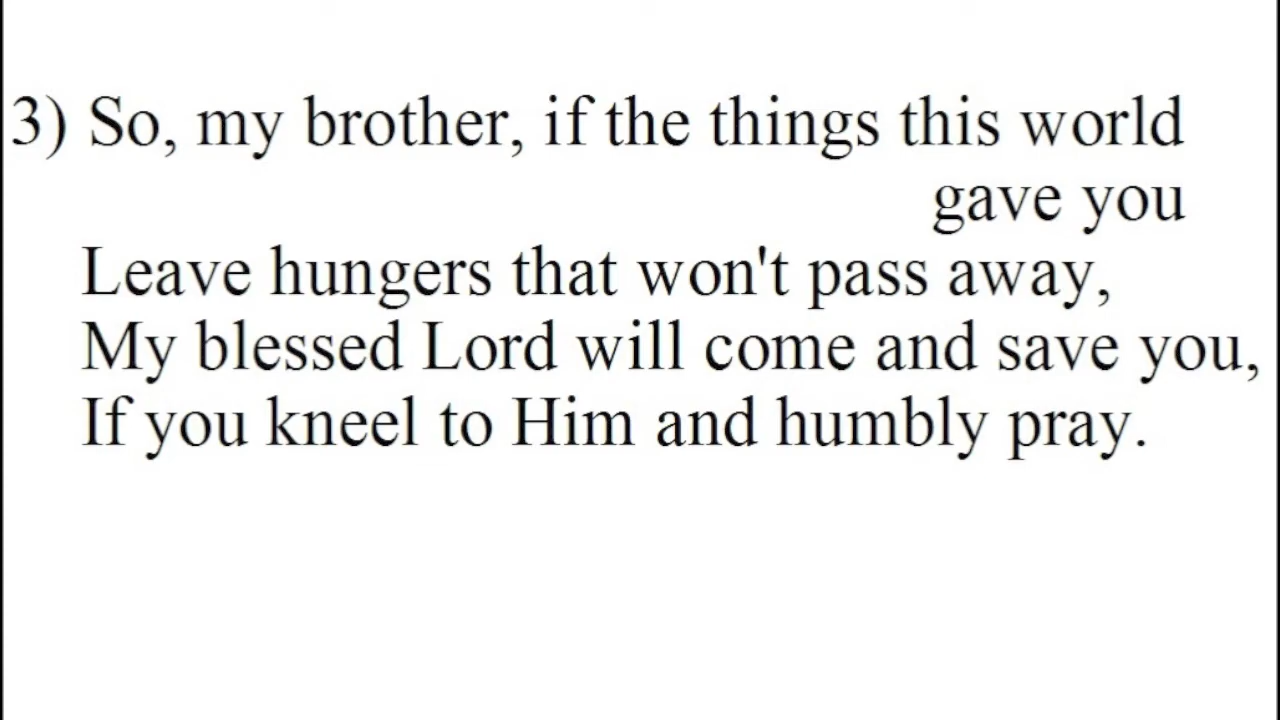 3) So, my brother, if the things this world
gave you
Leave hungers that won't pass away,
My blessed Lord will come and save you,
If you kneel to Him and humbly pray.